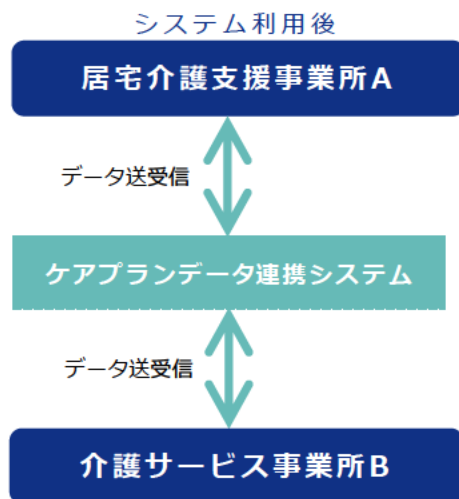 システム利用後
居宅介護支援事業所A
データ送受信
ケアプランデータ連携システム
データ送受信
介護サービス事業所B